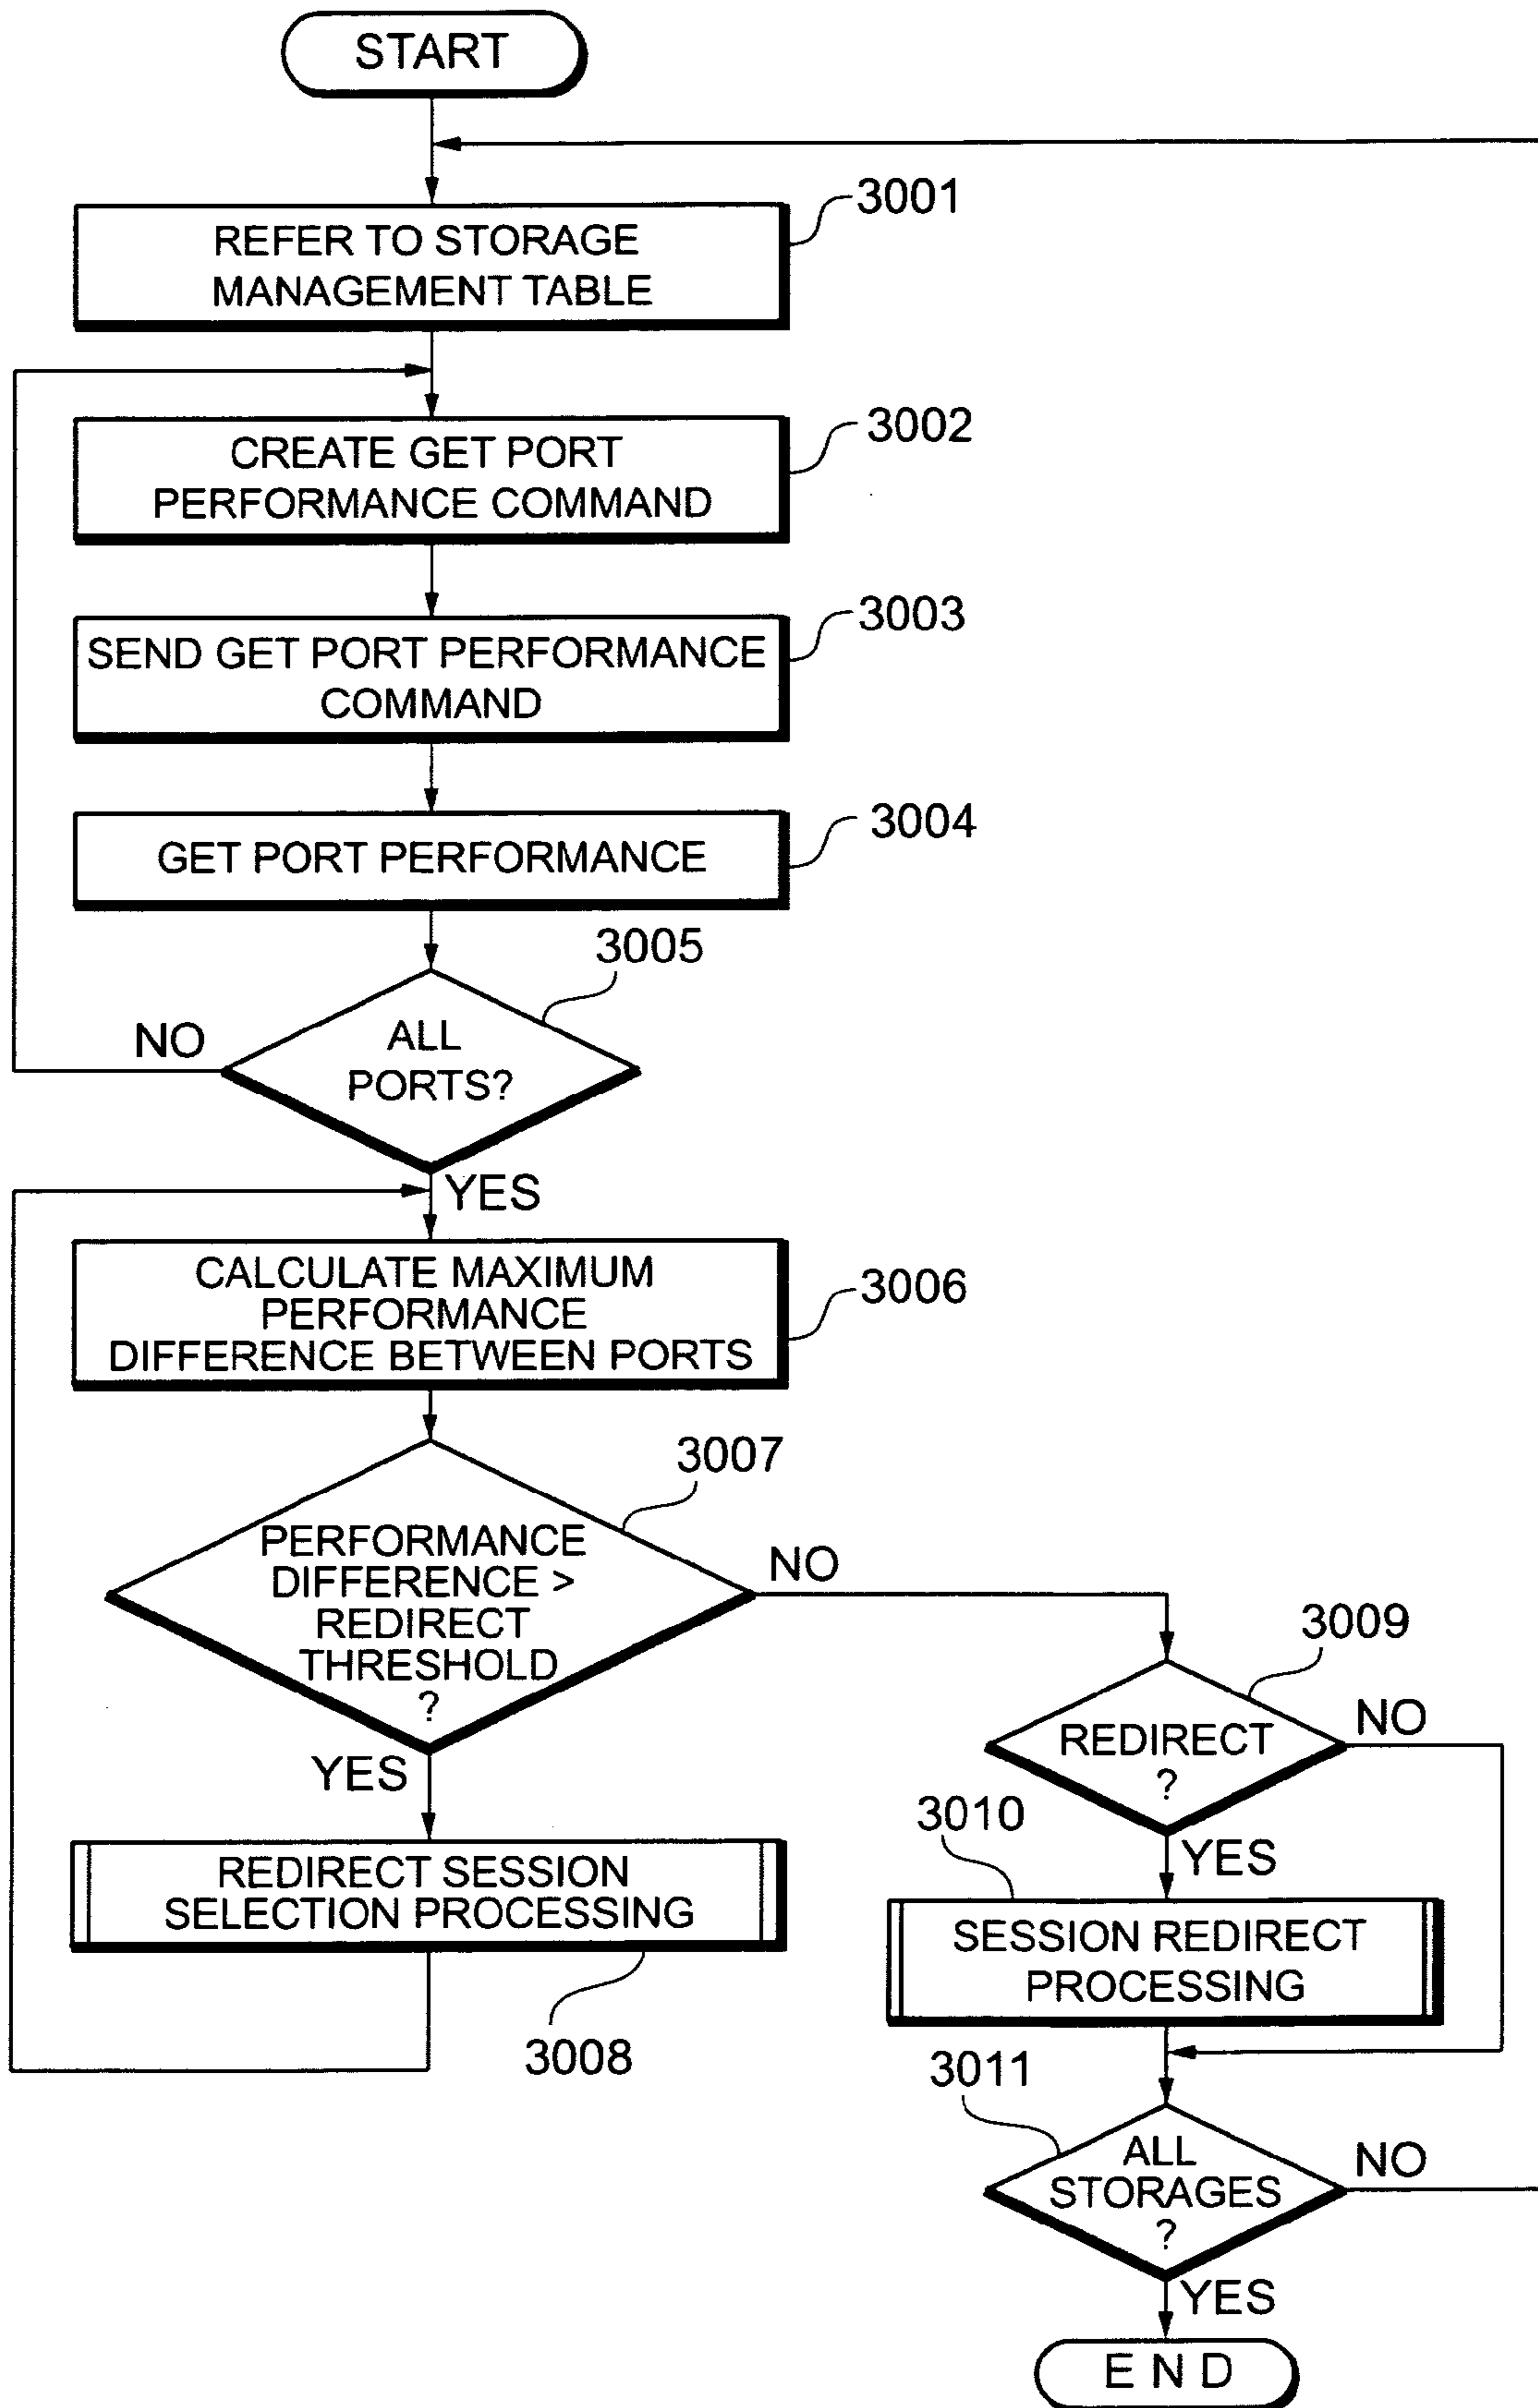 START
3001
REFER TO STORAGE
MANAGEMENT TABLE
3002
CREATE GET PORT
PERFORMANCE COMMAND
3003
SEND GET PORT PERFORMANCE
COMMAND
3004
GET PORT PERFORMANCE
3005
ALL
PORTS?
NO
YES
3006
CALCULATE MAXIMUM
PERFORMANCE
DIFFERENCE BETWEEN PORTS
3007
PERFORMANCE
DIFFERENCE >
REDIRECT
THRESHOLD
?
NO
YES
REDIRECT SESSION
SELECTION PROCESSING
3008
3009
REDIRECT
?
NO
YES
3010
SESSION REDIRECT
PROCESSING
3011
ALL
STORAGES
?
NO
YES
E N D